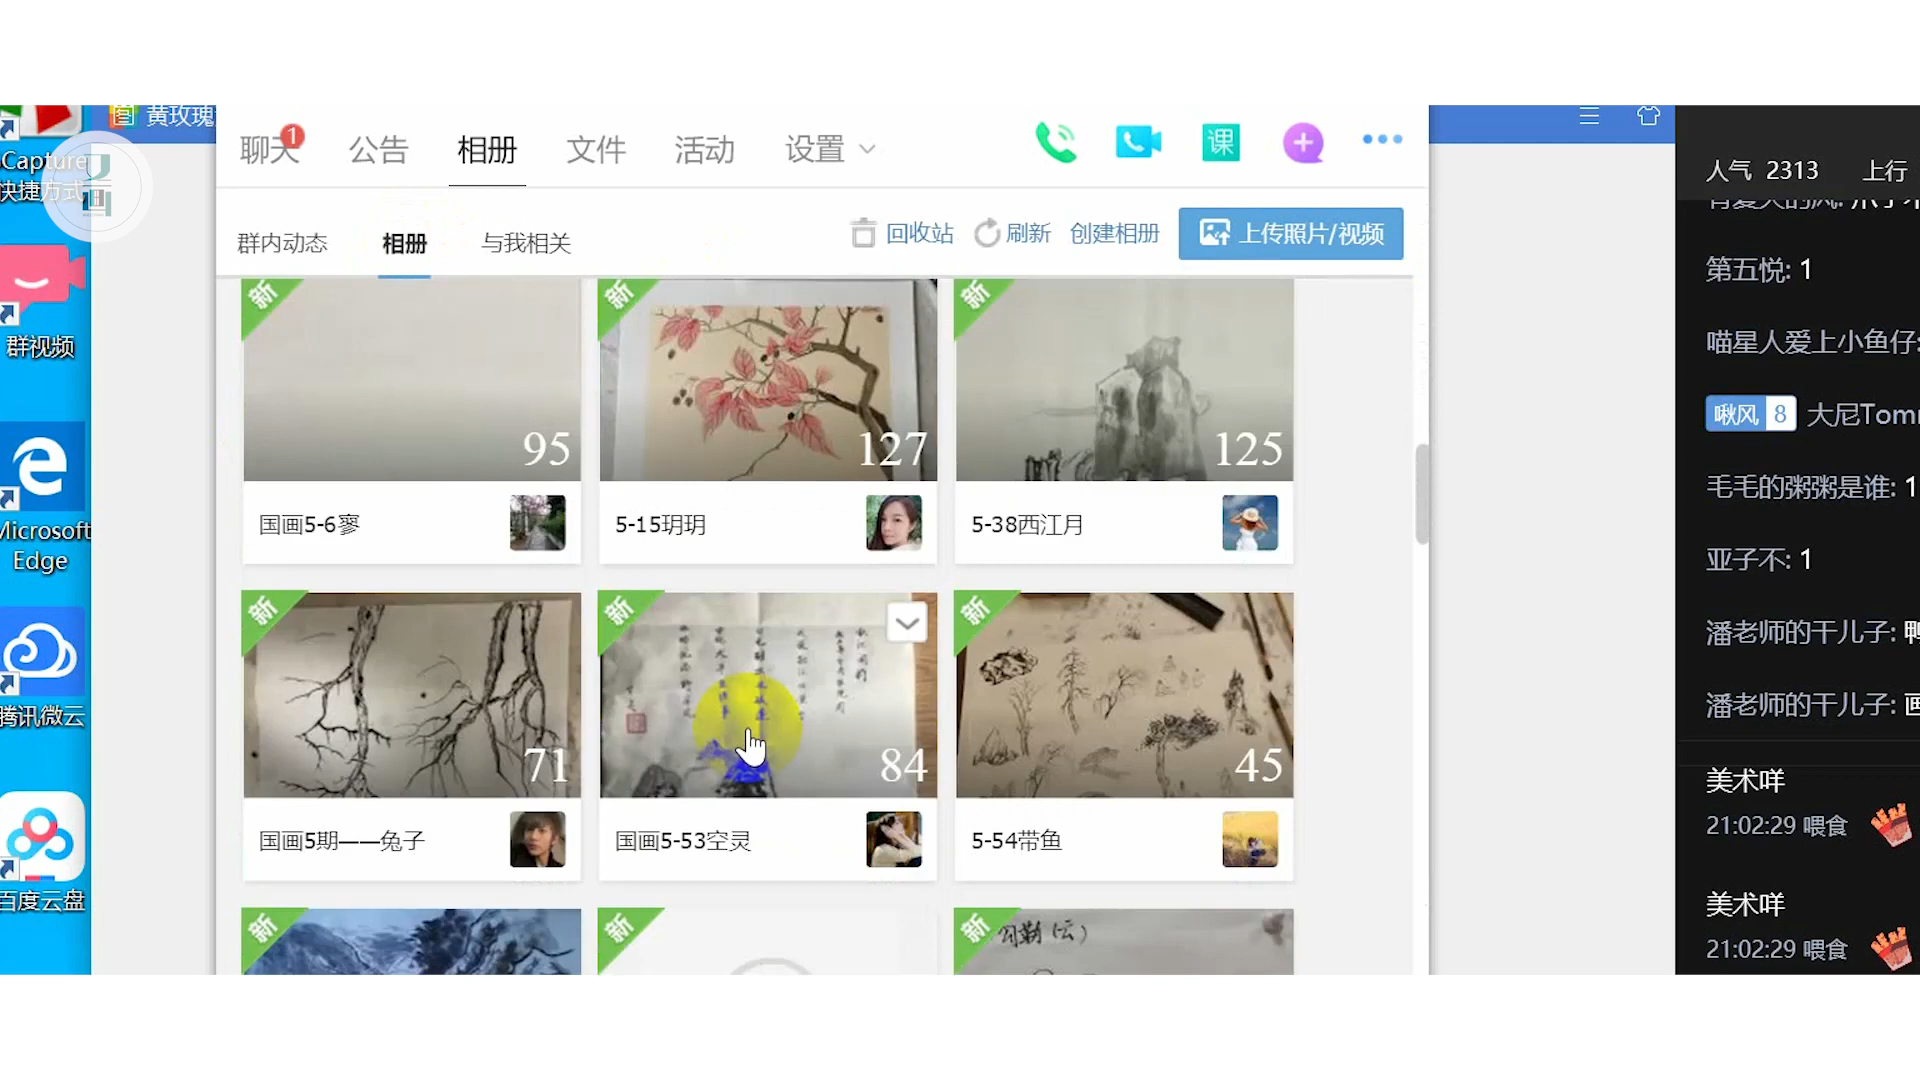 黄玫瑰
Capture
快捷方式
群视频
Microsoft
Edge
腾讯微云
百度云盘
聊天 1
公告
相册
文件
活动
设置
课
群内动态
相册
与我相关
回收站
刷新
创建相册
上传照片/视频
新
95
新
127
新
125
国画5-6寥
5-15玥玥
5-38西江月
新
71
新
84
新
45
国画5期——兔子
国画5-53空灵
5-54带鱼
新
新
新
勾勒
人气 2313 上行
第五悦: 1
喵星人爱上小鱼仔:
啾风 8 大尼Tom
毛毛的粥粥是谁: 1
亚子不: 1
潘老师的干儿子: 鸭
潘老师的干儿子: 画
美术咩
21:02:29 喂食
美术咩
21:02:29 喂食